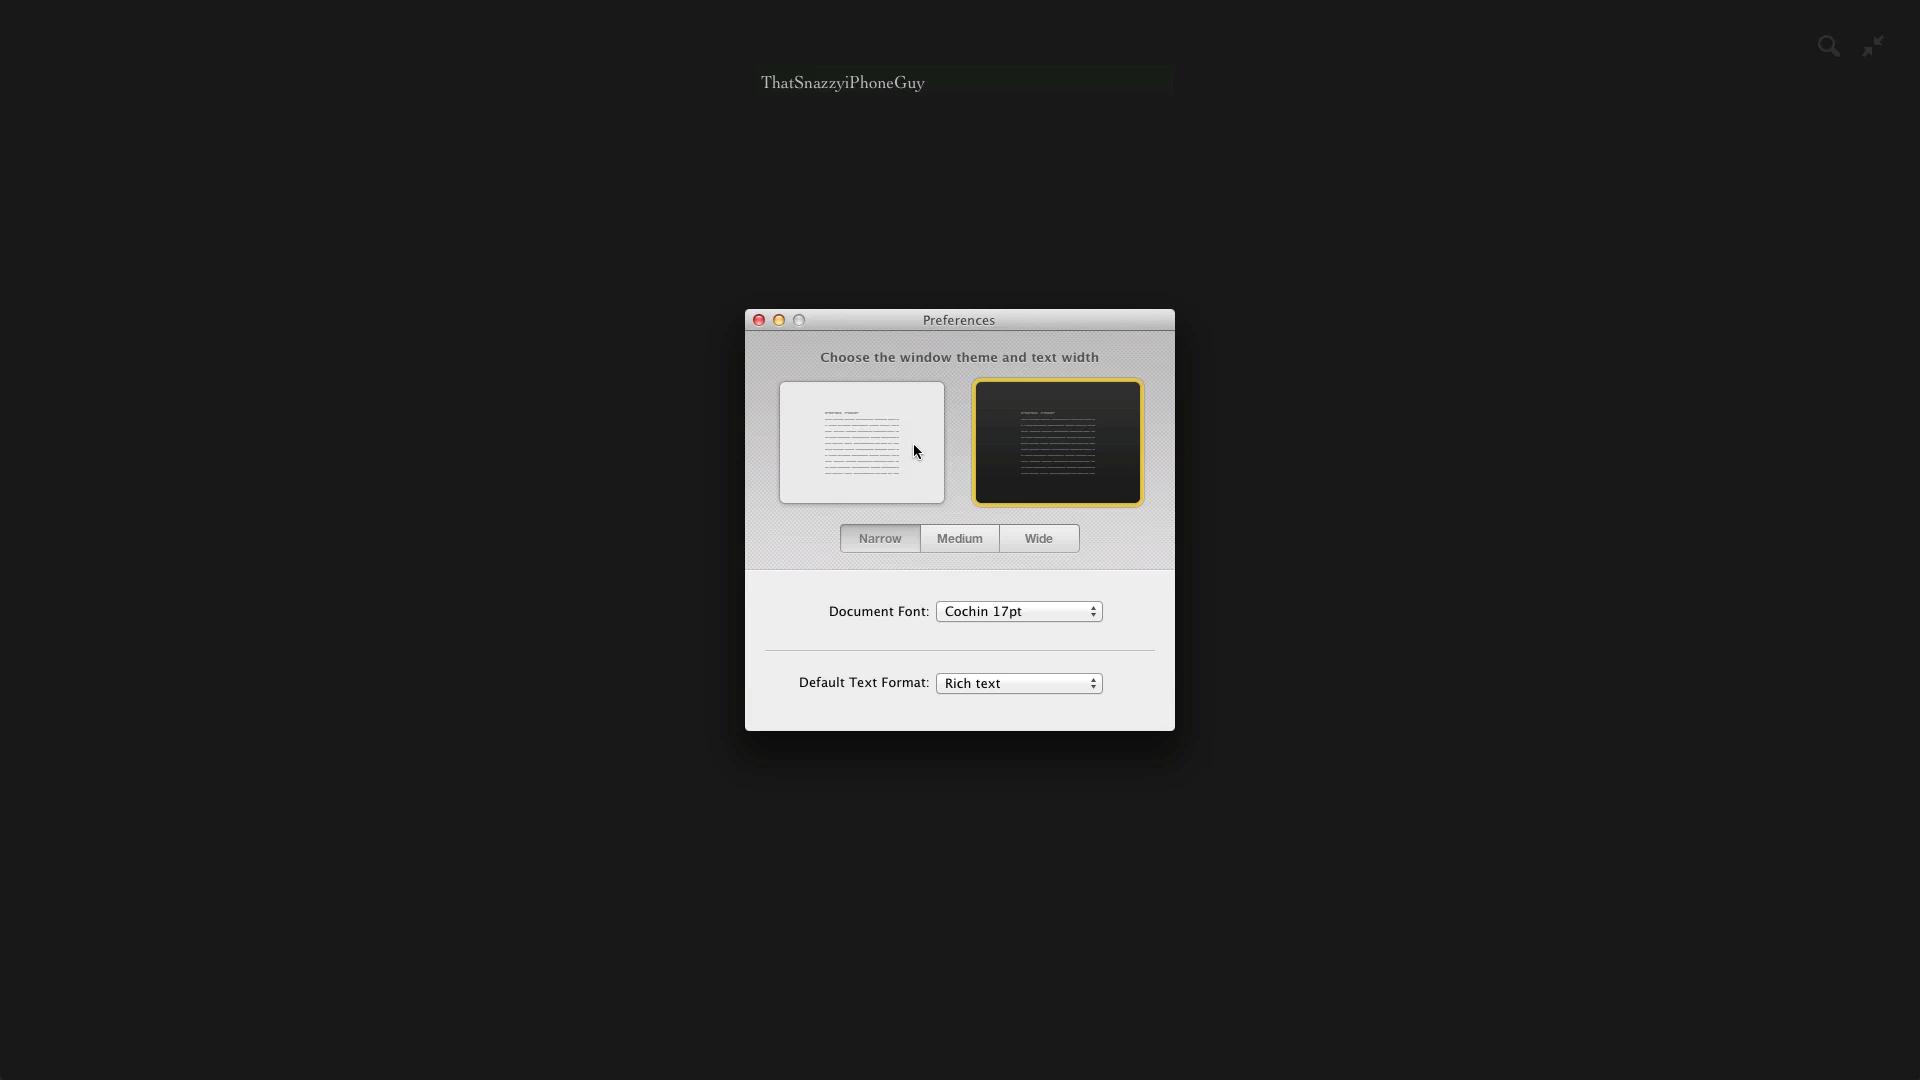 ThatSnazzyiPhoneGuy
Preferences
Choose the window theme and text width
Narrow Medium Wide
Document Font: Cochin 17pt
Default Text Format: Rich text